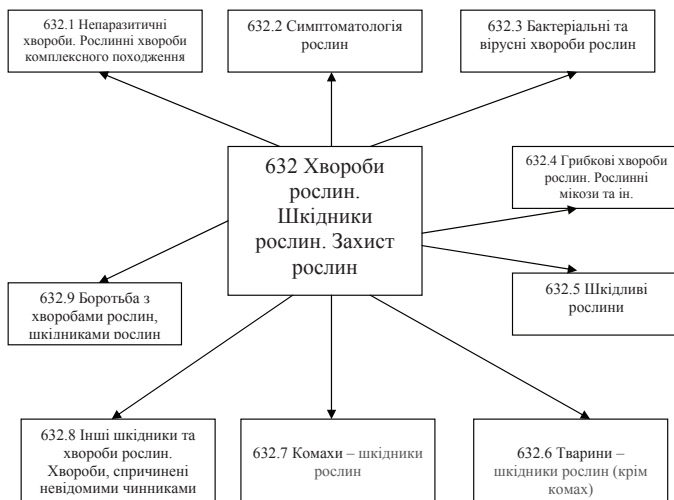 632.1 Непаразитичні
хвороби. Рослинні хвороби
комплексного походження
632.2 Симптоматологія
рослин
632.3 Бактеріальні та
вірусні хвороби рослин
632 Хвороби
рослин.
Шкідники
рослин. Захист
рослин
632.4 Грибкові хвороби
рослин. Рослинні
мікози та ін.
632.9 Боротьба з
хворобами рослин,
шкідниками рослин
632.5 Шкідливі
рослини
632.8 Інші шкідники та
хвороби рослин.
Хвороби, спричинені
невідомими чинниками
632.7 Комахи – шкідники
рослин
632.6 Тварини –
шкідники рослин (крім
комах)